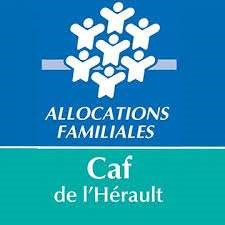 ALLOCATIONS
FAMILIALES
Caf
de l'Hérault